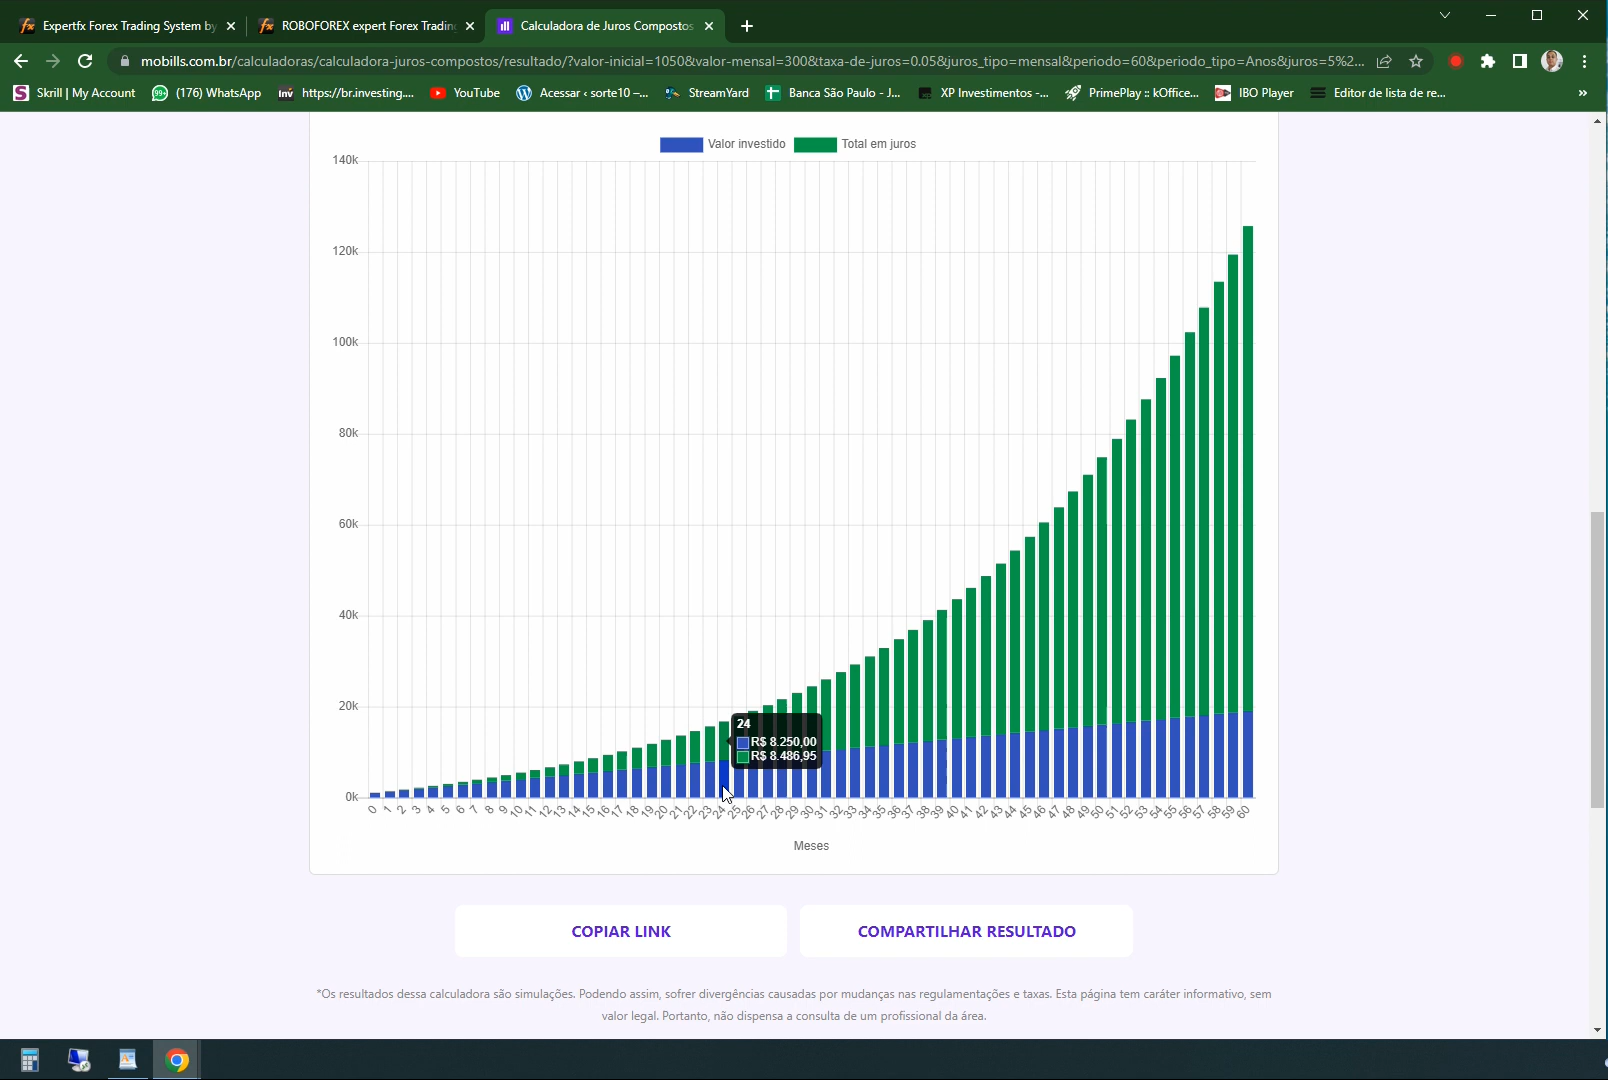 Expertfx Forex Trading System by
ROBOFOREX expert Forex Trading
Calculadora de Juros Compostos
mobills.com.br/calculadoras/calculadora-juros-compostos/resultado/?valor-inicial=1050&valor-mensal=300&taxa-de-juros=0.05&juros_tipo=mensal&periodo=60&periodo_tipo=Anos&juros=5%2...
Skrill | My Account
99+
(176) WhatsApp
inv
https://br.investing....
YouTube
Acessar ‹ sorte10 –...
StreamYard
Banca São Paulo - J...
XP Investimentos -...
PrimePlay :: kOffice...
IBO Player
Editor de lista de re...
»
Valor investido
Total em juros
140k
120k
100k
80k
60k
40k
20k
0k
24
R$ 8.250,00
R$ 8.486,95
0 1 2 3 4 5 6 7 8 9 10 11 12 13 14 15 16 17 18 19 20 21 22 23 24 25 26 27 28 29 30 31 32 33 34 35 36 37 38 39 40 41 42 43 44 45 46 47 48 49 50 51 52 53 54 55 56 57 58 59 60
Meses
COPIAR LINK
COMPARTILHAR RESULTADO
*Os resultados dessa calculadora são simulações. Podendo assim, sofrer divergências causadas por mudanças nas regulamentações e taxas. Esta página tem caráter informativo, sem
valor legal. Portanto, não dispensa a consulta de um profissional da área.